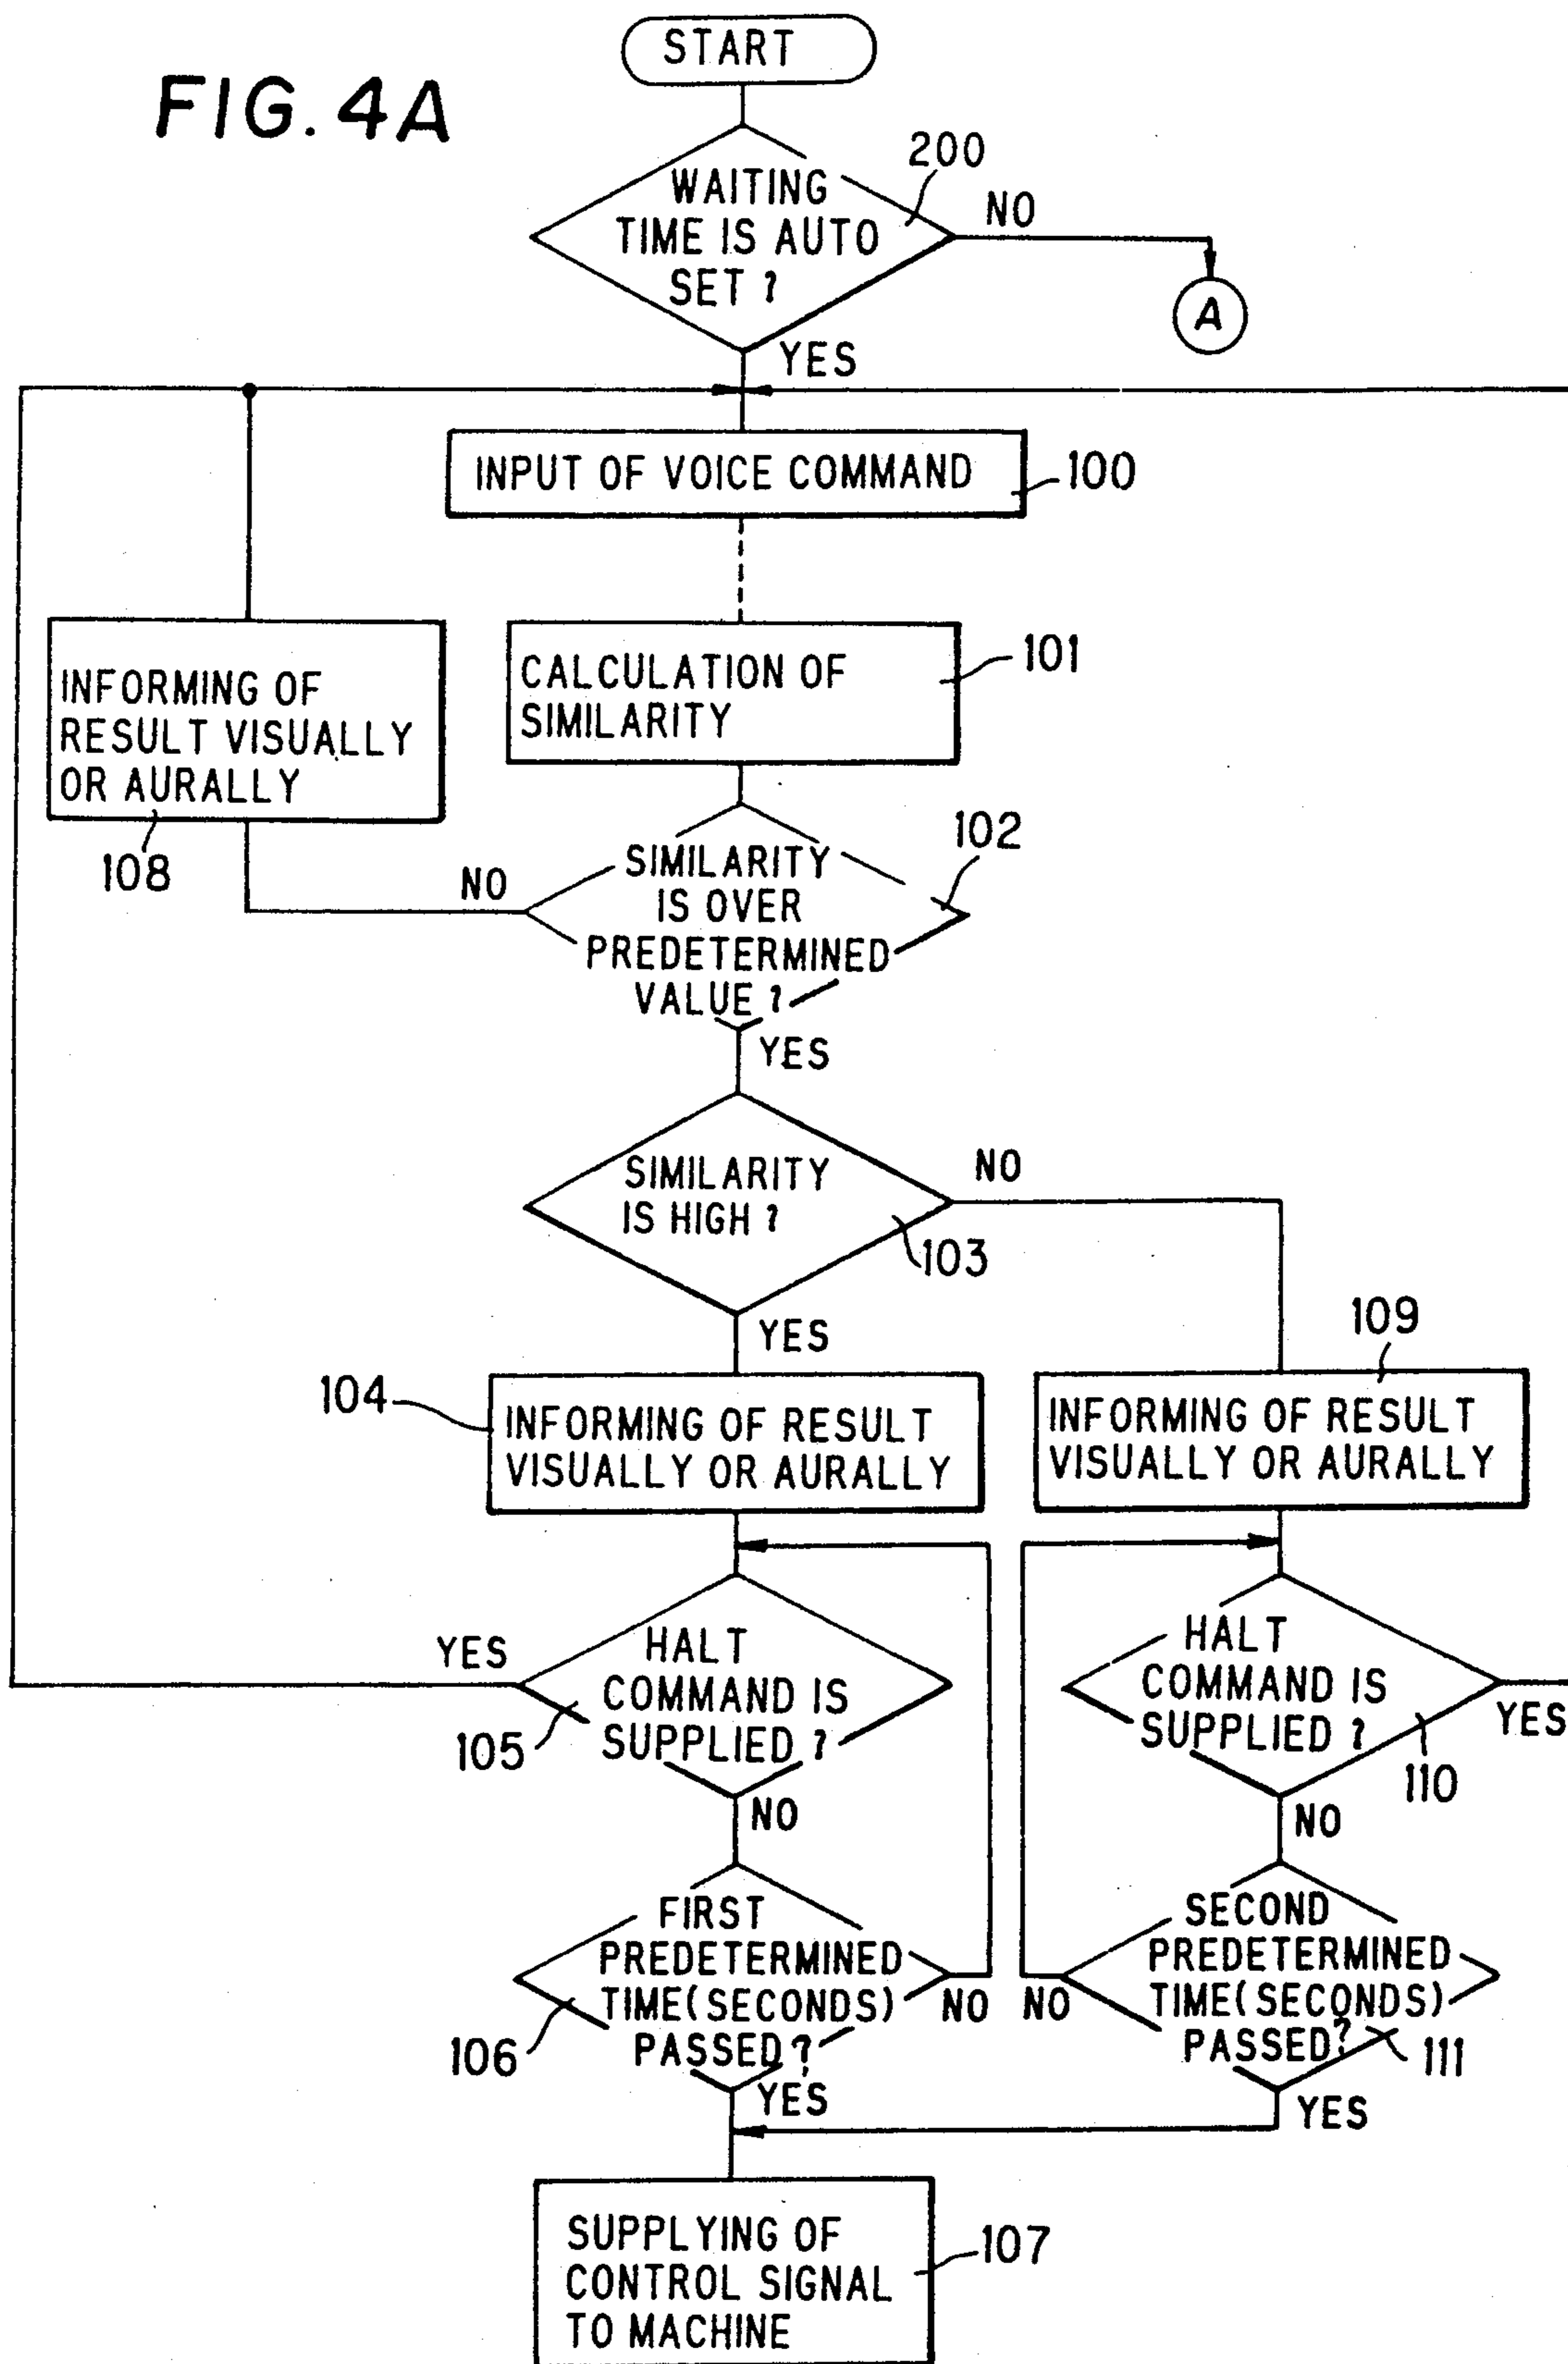 FIG. 4A
START
200
WAITING
TIME IS AUTO
SET ?
NO
A
YES
INPUT OF VOICE COMMAND
100
INFORMING OF
RESULT VISUALLY
OR AURALLY
108
CALCULATION OF
SIMILARITY
101
102
SIMILARITY
IS OVER
PREDETERMINED
VALUE ?
NO
YES
SIMILARITY
IS HIGH ?
NO
103
YES
104
INFORMING OF RESULT
VISUALLY OR AURALLY
109
INFORMING OF RESULT
VISUALLY OR AURALLY
YES
HALT
COMMAND IS
SUPPLIED ?
105
NO
HALT
COMMAND IS
SUPPLIED ?
YES
110
NO
FIRST
PREDETERMINED
TIME(SECONDS)
PASSED ?
106
NO
YES
SECOND
PREDETERMINED
TIME(SECONDS)
PASSED?
NO
111
YES
SUPPLYING OF
CONTROL SIGNAL
TO MACHINE
107